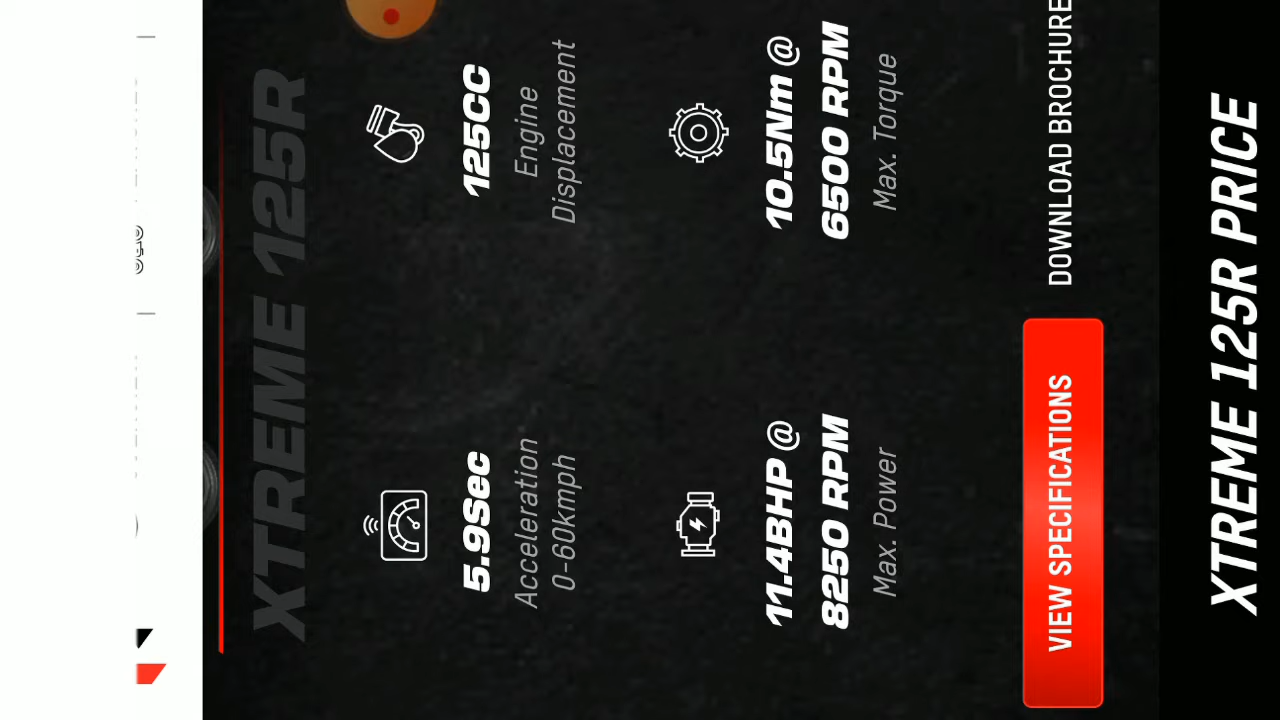 XTREME 125R
5.9Sec
Acceleration
0-60kmph
125CC
Engine
Displacement
11.4BHP @
8250 RPM
Max. Power
10.5Nm @
6500 RPM
Max. Torque
VIEW SPECIFICATIONS
DOWNLOAD BROCHURE
XTREME 125R PRICE